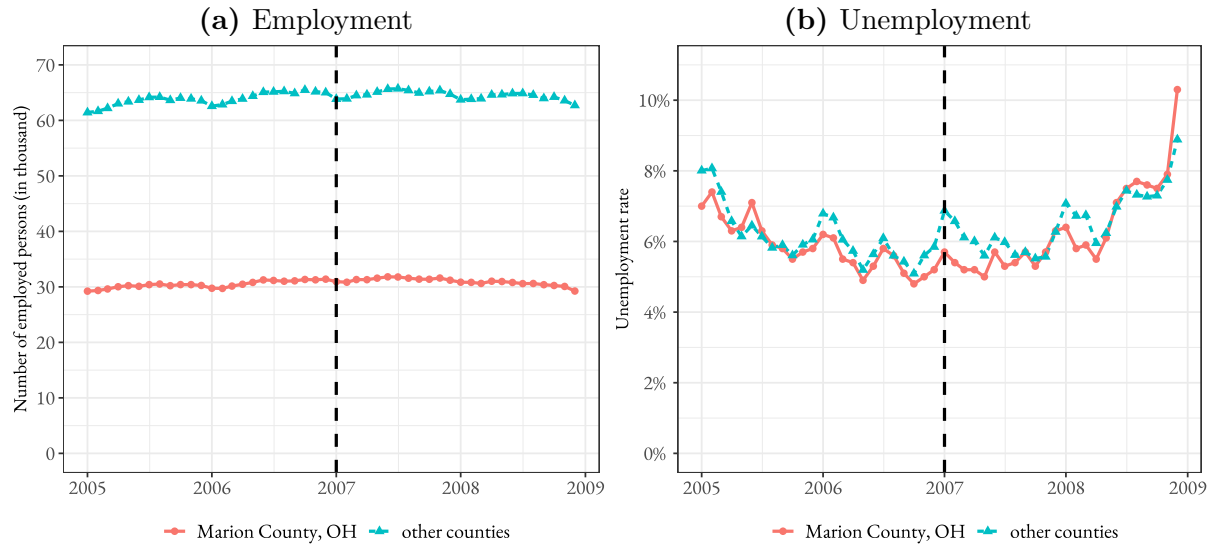 (a) Employment
Number of employed persons (in thousand)
70
60
50
40
30
20
10
0
2005 2006 2007 2008 2009
Marion County, OH other counties
(b) Unemployment
Unemployment rate
10%
8%
6%
4%
2%
0%
2005 2006 2007 2008 2009
Marion County, OH other counties